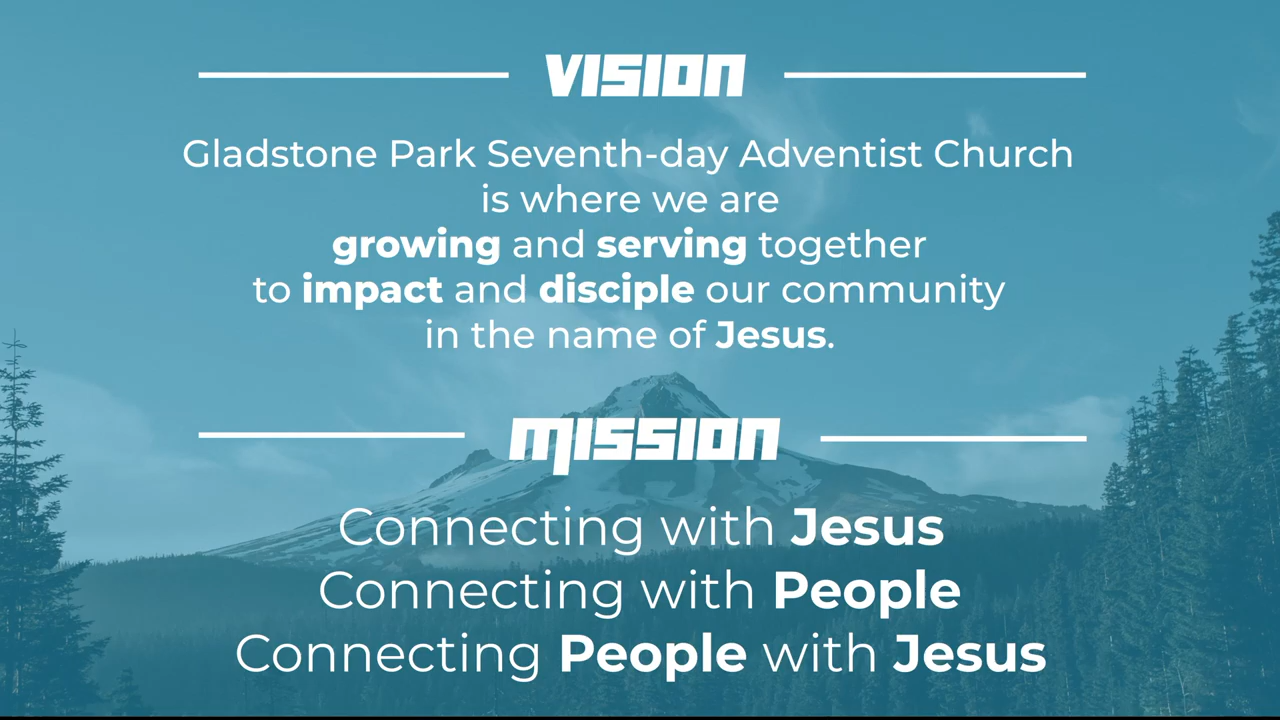 VISION
Gladstone Park Seventh-day Adventist Church
is where we are
growing and serving together
to impact and disciple our community
in the name of Jesus.
MISSION
Connecting with Jesus
Connecting with People
Connecting People with Jesus